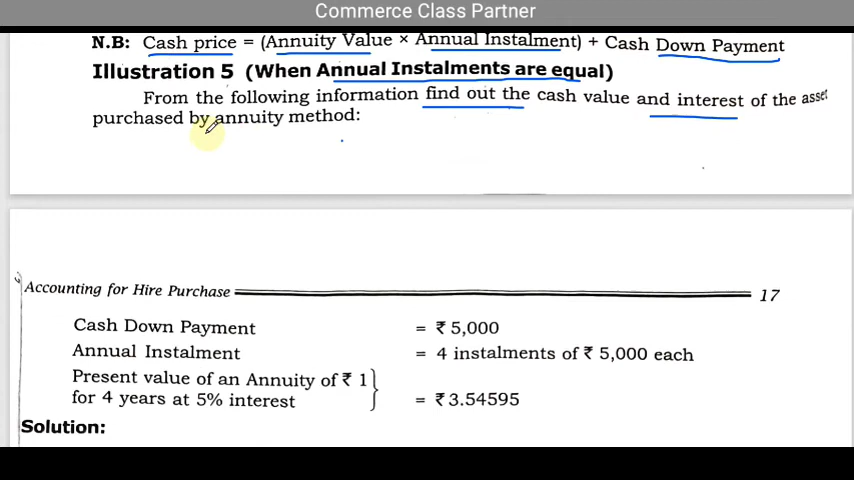 Commerce Class Partner
N.B: Cash price = (Annuity Value × Annual Instalment) + Cash Down Payment
Illustration 5 (When Annual Instalments are equal)
From the following information find out the cash value and interest of the asset
purchased by annuity method:
Accounting for Hire Purchase 17
Cash Down Payment = ₹ 5,000
Annual Instalment = 4 instalments of ₹ 5,000 each
Present value of an Annuity of ₹ 1
for 4 years at 5% interest } = ₹ 3.54595
Solution: